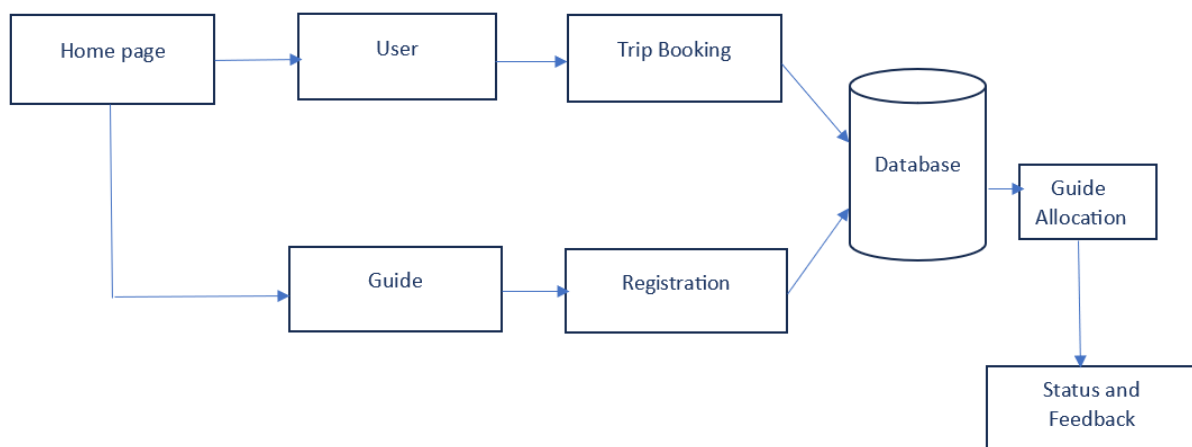 Home page
User
Trip Booking
Database
Guide
Allocation
Guide
Registration
Status and
Feedback